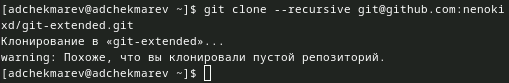 [adchekmarev@adchekmarev ~]$ git clone --recursive git@github.com:nenoki
xd/git-extended.git
Клонирование в «git-extended»...
warning: Похоже, что вы клонировали пустой репозиторий.
[adchekmarev@adchekmarev ~]$